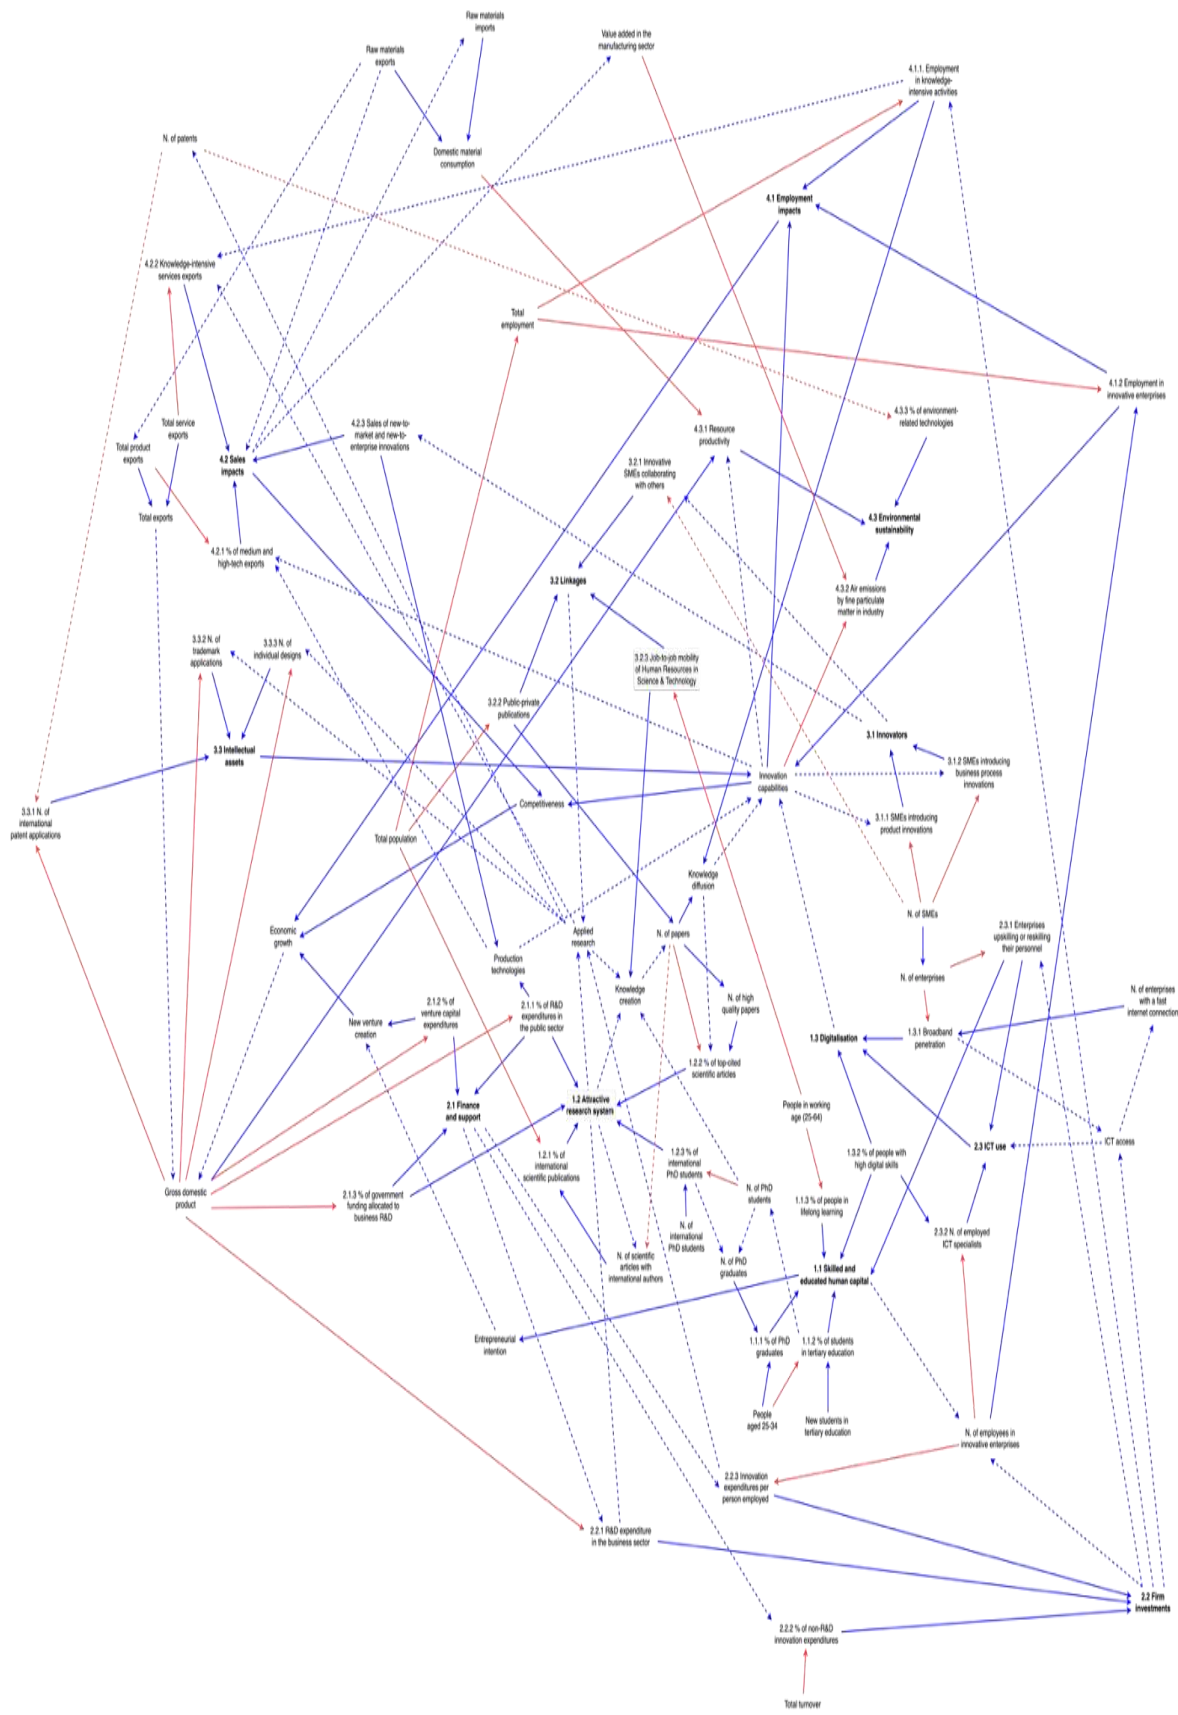 Raw materials
imports
Value added in the
manufacturing sector
Raw materials
exports
4.1.1. Employment
in knowledge-
intensive activities
N. of patents
Domestic material
consumption
4.1 Employment
impacts
4.2.2 Knowledge-intensive
services exports
Total
employment
4.1.2 Employment in
innovative enterprises
4.3.3 % of environment-
related technologies
Total service
exports
4.2.3 Sales of new-to-
market and new-to-
enterprise innovations
4.3.1 Resource
productivity
Total product
exports
4.2 Sales
impacts
3.2.1 Innovative
SMEs collaborating
with others
Total exports
4.3 Environmental
sustainability
4.2.1 % of medium and
high-tech exports
3.2 Linkages
4.3.2 Air emissions
by fine particulate
matter in industry
3.3.2 N. of
trademark
applications
3.3.3 N. of
individual designs
3.2.3 Job-to-job mobility
of Human Resources in
Science & Technology
3.2.2 Public-private
publications
3.1 Innovators
3.3 Intellectual
assets
3.1.2 SMEs introducing
business process
innovations
Innovation
capabilities
Competitiveness
3.3.1 N. of
international
patent applications
3.1.1 SMEs introducing
product innovations
Total population
Knowledge
diffusion
N. of SMEs
Economic
growth
Applied
research
N. of papers
2.3.1 Enterprises
upskilling or reskilling
their personnel
Production
technologies
N. of enterprises
Knowledge
creation
N. of high
quality papers
N. of enterprises
with a fast
internet connection
2.1.2 % of
venture capital
expenditures
2.1.1 % of R&D
expenditures in
the public sector
New venture
creation
1.3 Digitalisation
1.3.1 Broadband
penetration
1.2.2 % of top-cited
scientific articles
2.1 Finance
and support
1.2 Attractive
research system
People in working
age (25-64)
ICT access
2.3 ICT use
1.2.1 % of
international
scientific publications
1.2.3 % of
international
PhD students
1.3.2 % of people with
high digital skills
Gross domestic
product
2.1.3 % of government
funding allocated to
business R&D
N. of PhD
students
1.1.3 % of people in
lifelong learning
N. of
international
PhD students
2.3.2 N. of employed
ICT specialists
N. of scientific
articles with
international authors
N. of PhD
graduates
1.1 Skilled and
educated human capital
Entrepreneurial
intention
1.1.1 % of PhD
graduates
1.1.2 % of students
in tertiary education
People
aged 25-34
New students in
tertiary education
N. of employees in
innovative enterprises
2.2.3 Innovation
expenditures per
person employed
2.2.1 R&D expenditure
in the business sector
2.2 Firm
investments
2.2.2 % of non-R&D
innovation expenditures
Total turnover